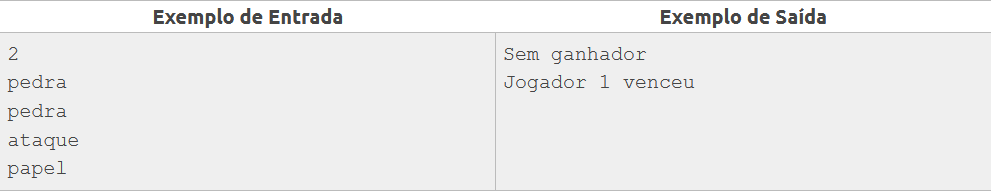 Exemplo de Entrada
Exemplo de Saída
2
pedra
pedra
ataque
papel
Sem ganhador
Jogador 1 venceu